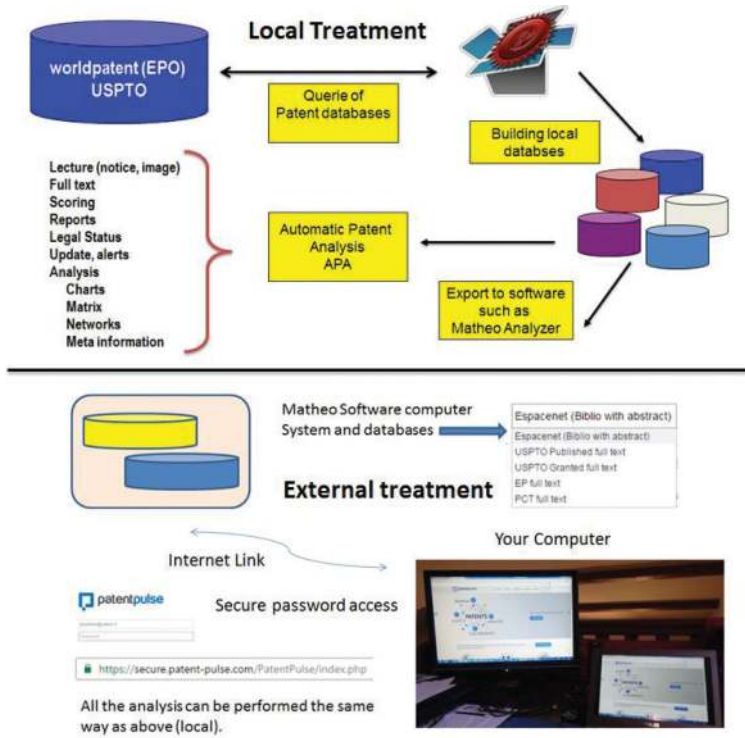 Local Treatment
worldpatent (EPO)
USPTO
Querie of
Patent databases
Building local
databses
Lecture (notice, image)
Full text
Scoring
Reports
Legal Status
Update, alerts
Analysis
Charts
Matrix
Networks
Meta information
Automatic Patent
Analysis
APA
Export to software
such as
Matheo Analyzer
Matheo Software computer
System and databases
Espacenet (Biblio with abstract)
Espacenet (Biblio with abstract)
USPTO Published full text
USPTO Granted full text
EP full text
PCT full text
External treatment
Internet Link
Your Computer
patentpulse
Secure password access
https://secure.patent-pulse.com/PatentPulse/index.php
PATENTS
PATENTS
All the analysis can be performed the same
way as above (local).